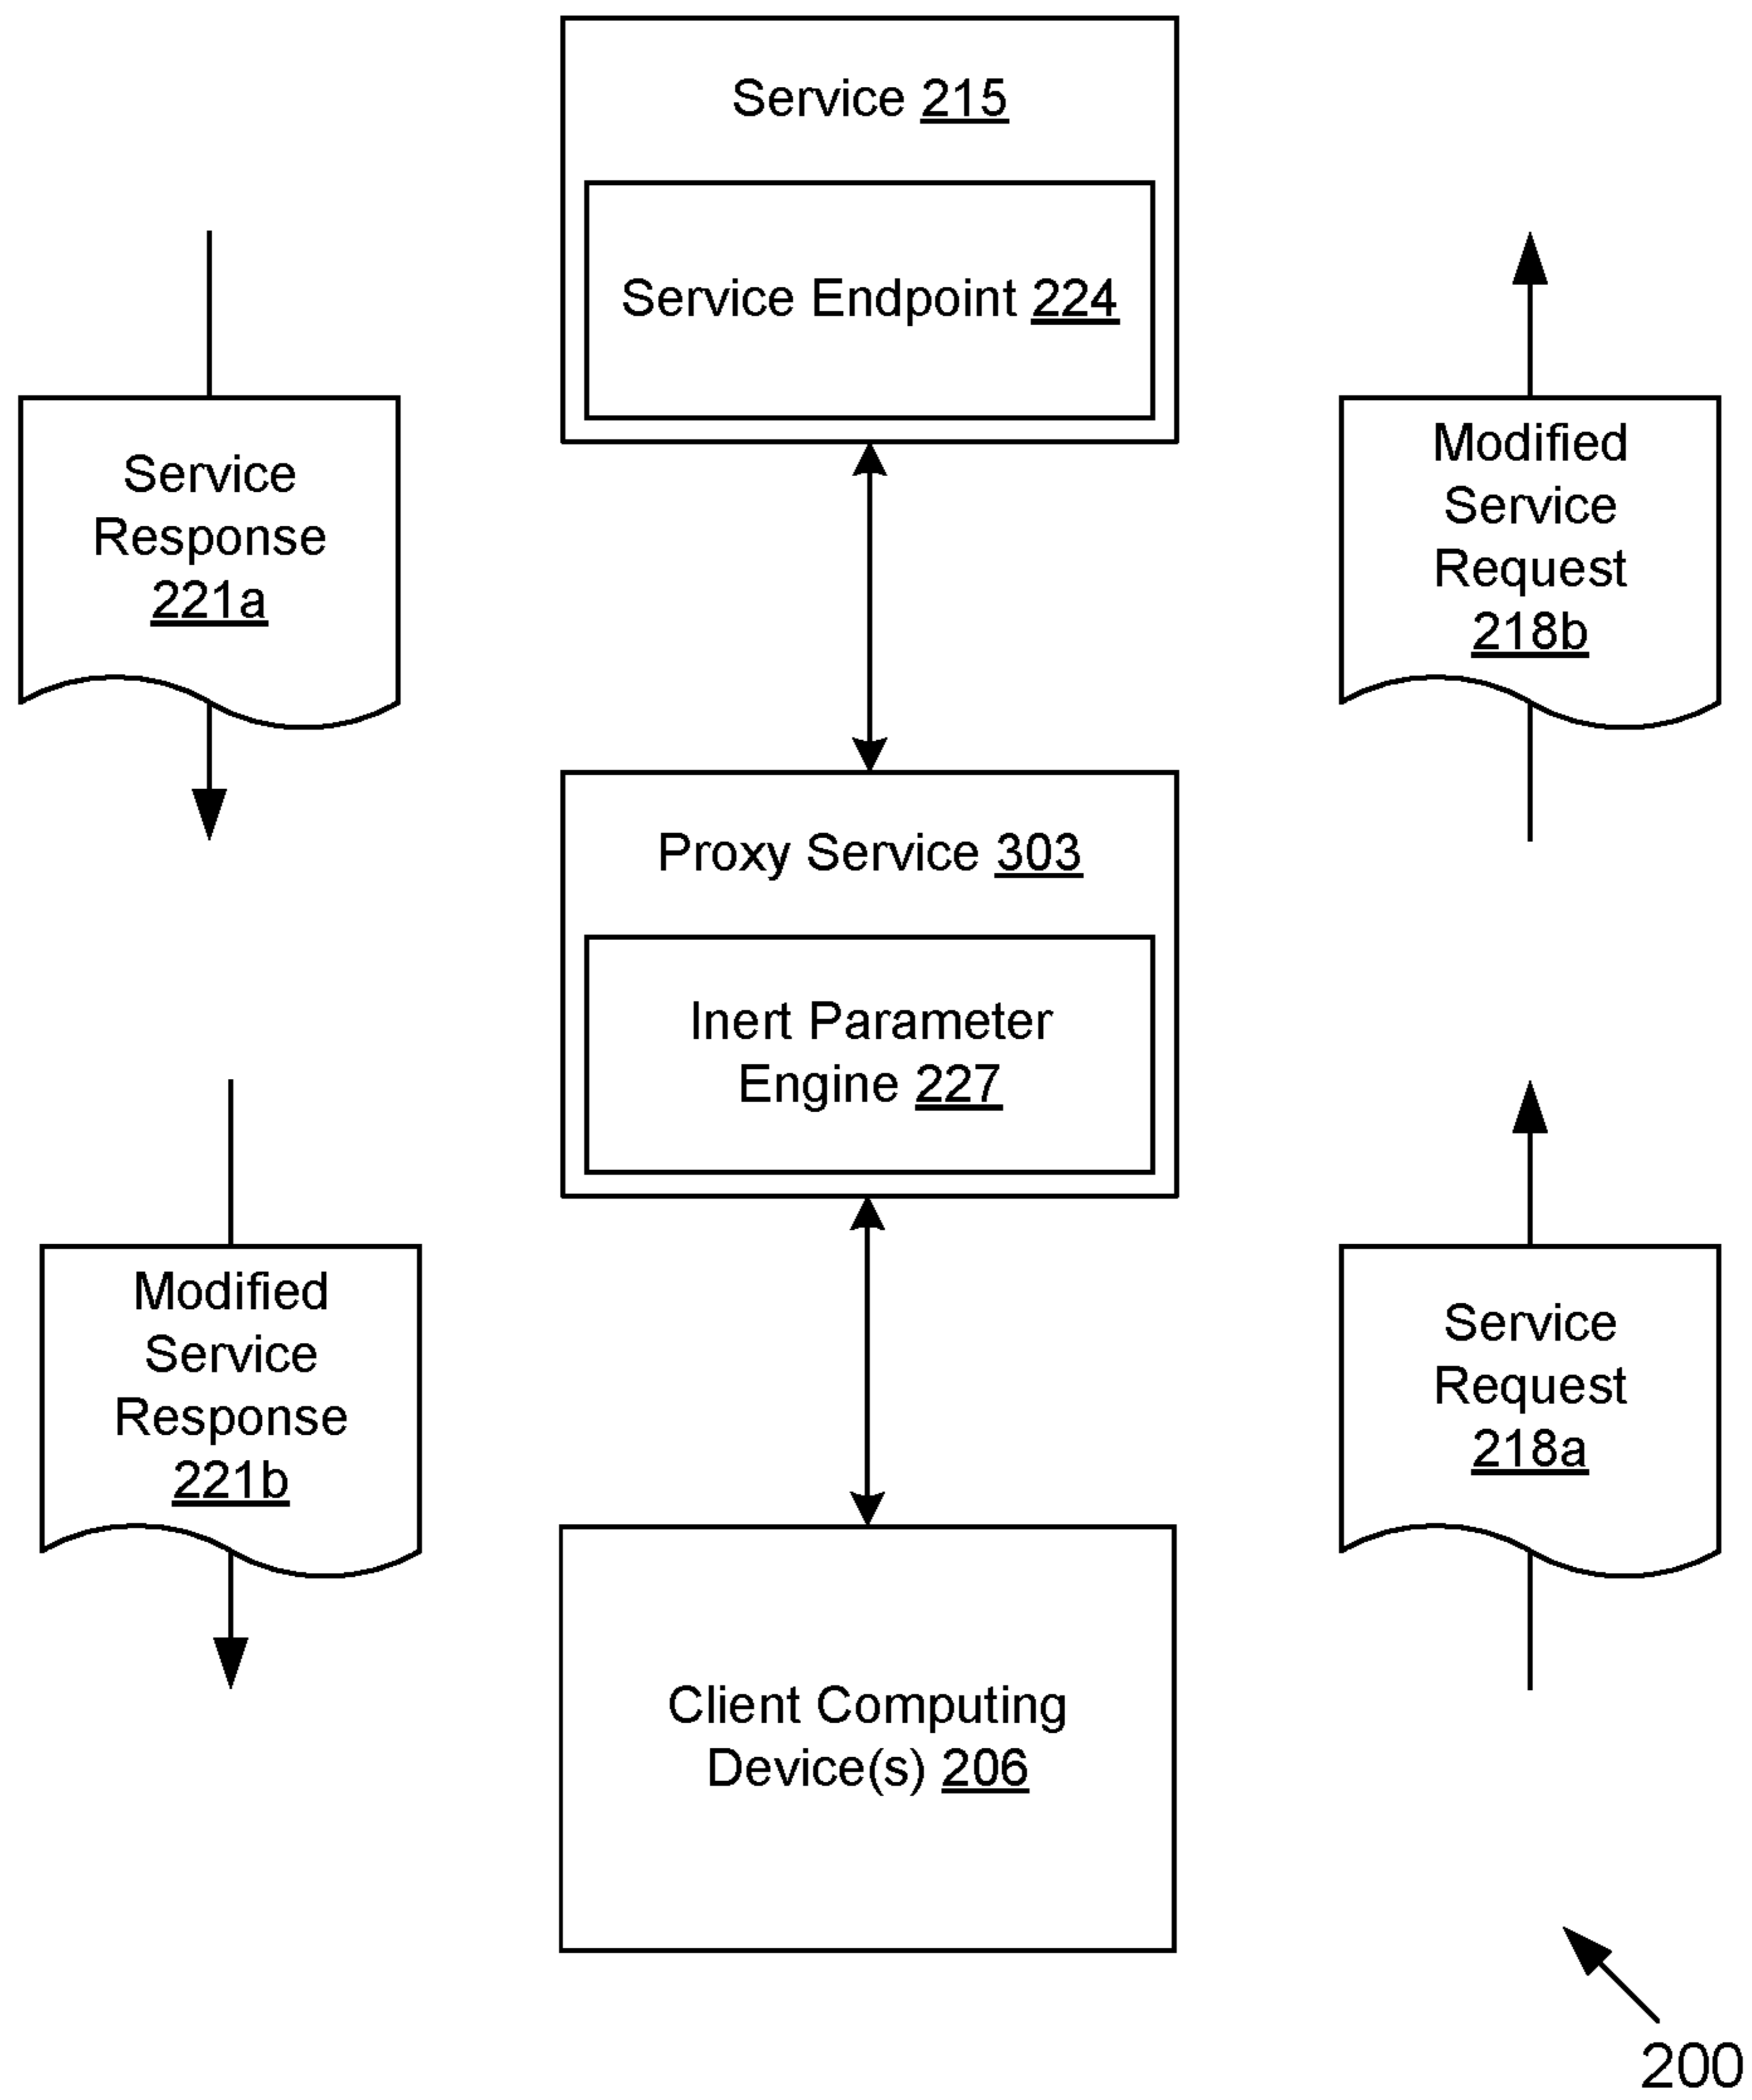 Service 215
Service Endpoint 224
Service
Response
221a
Modified
Service
Request
218b
Proxy Service 303
Inert Parameter
Engine 227
Modified
Service
Response
221b
Service
Request
218a
Client Computing
Device(s) 206
200